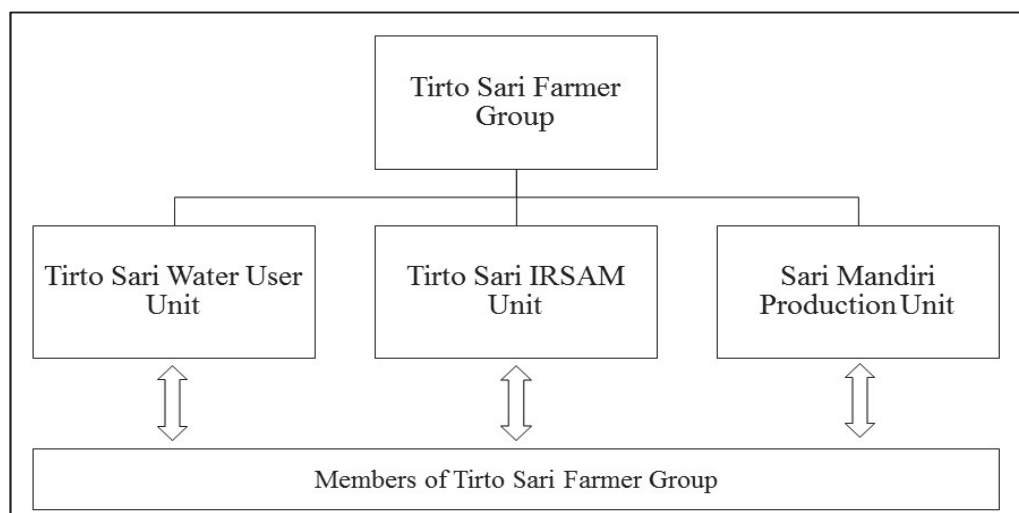 Tirto Sari Farmer
Group
Tirto Sari Water User
Unit
Tirto Sari IRSAM
Unit
Sari Mandiri
Production Unit
Members of Tirto Sari Farmer Group